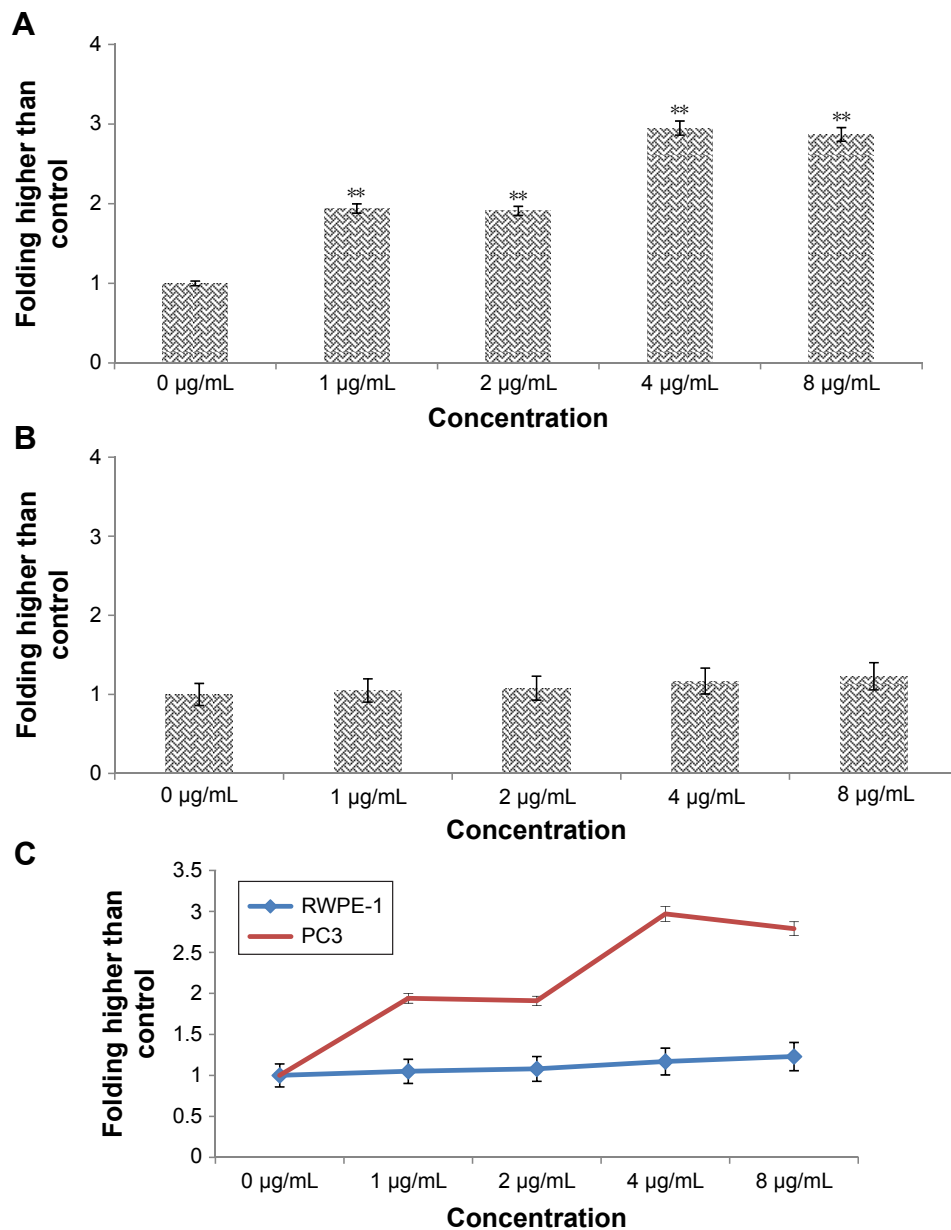 A
Folding higher than
control
4
3
2
1
0
**
**
**
**
0 µg/mL
1 µg/mL
2 µg/mL
4 µg/mL
8 µg/mL
Concentration
B
Folding higher than
control
4
3
2
1
0
0 µg/mL
1 µg/mL
2 µg/mL
4 µg/mL
8 µg/mL
Concentration
C
Folding higher than
control
3.5
3
2.5
2
1.5
1
0.5
0
RWPE-1
PC3
0 µg/mL
1 µg/mL
2 µg/mL
4 µg/mL
8 µg/mL
Concentration